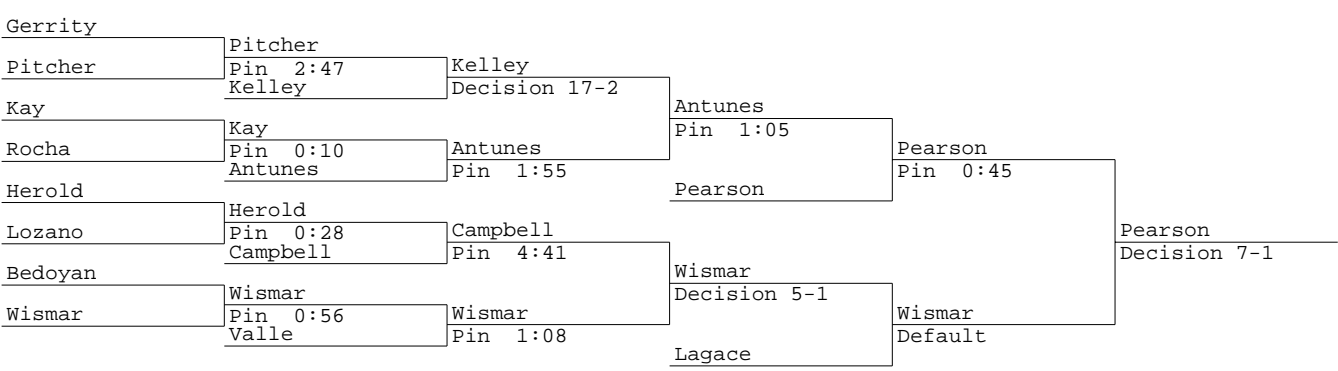 Gerrity
Pitcher
Pitcher
Pin 2:47
Kelley
Kelley
Decision 17-2
Kay
Antunes
Kay
Pin 1:05
Rocha
Pin 0:10
Antunes
Pearson
Antunes
Pin 1:55
Pin 0:45
Herold
Pearson
Herold
Lozano
Pin 0:28
Campbell
Pearson
Campbell
Pin 4:41
Decision 7-1
Bedoyan
Wismar
Wismar
Decision 5-1
Wismar
Pin 0:56
Wismar
Wismar
Valle
Pin 1:08
Default
Lagace